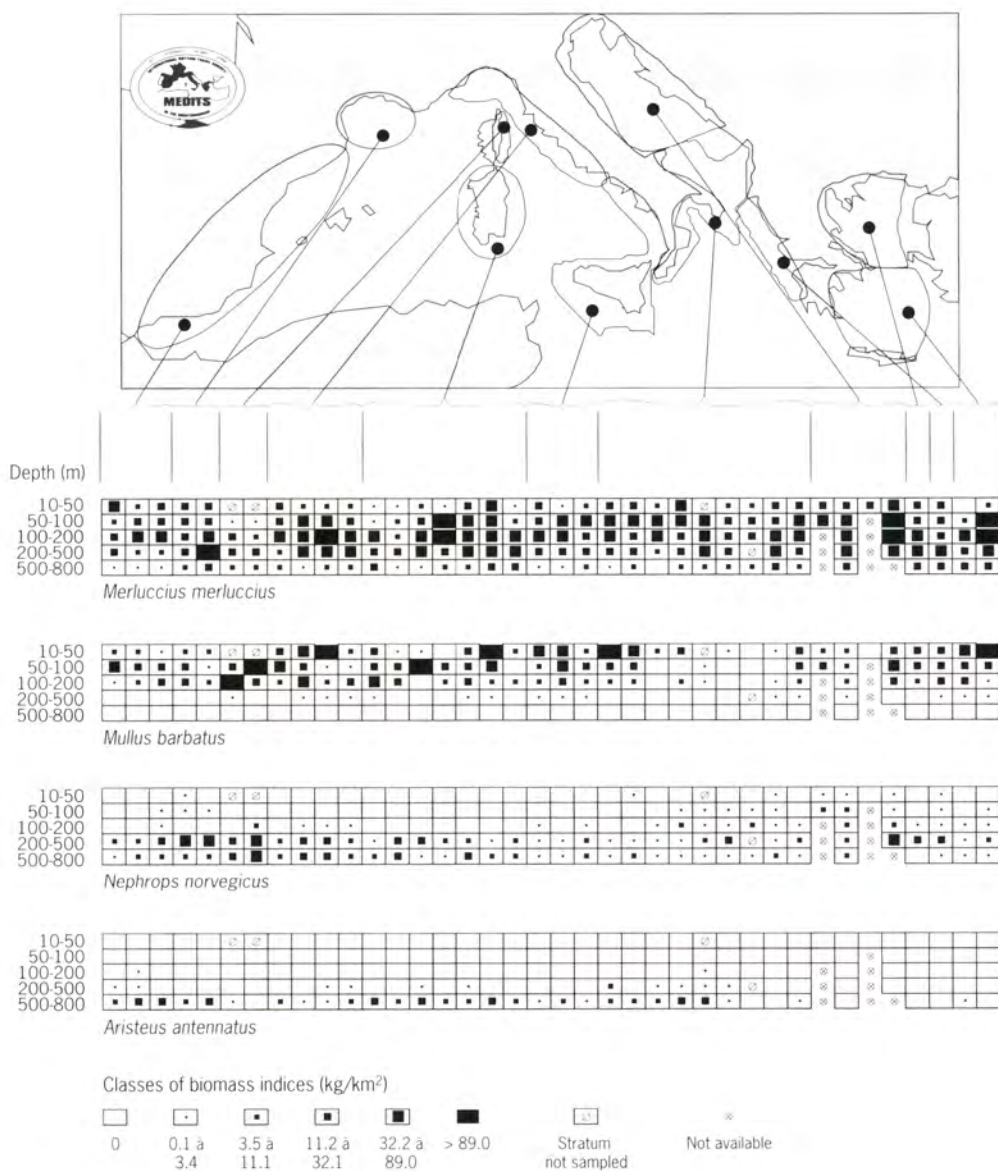 MEDITS
IN THE MEDITERRANEAN
Depth (m)
10-50
50-100
100-200
200-500
500-800
Merluccius merluccius
10-50
50-100
100-200
200-500
500-800
Mullus barbatus
10-50
50-100
100-200
200-500
500-800
Nephrops norvegicus
10-50
50-100
100-200
200-500
500-800
Aristeus antennatus
Classes of biomass indices (kg/km²)
0
0.1 à 3.4
3.5 à 11.1
11.2 à 32.1
32.2 à 89.0
> 89.0
Stratum not sampled
Not available